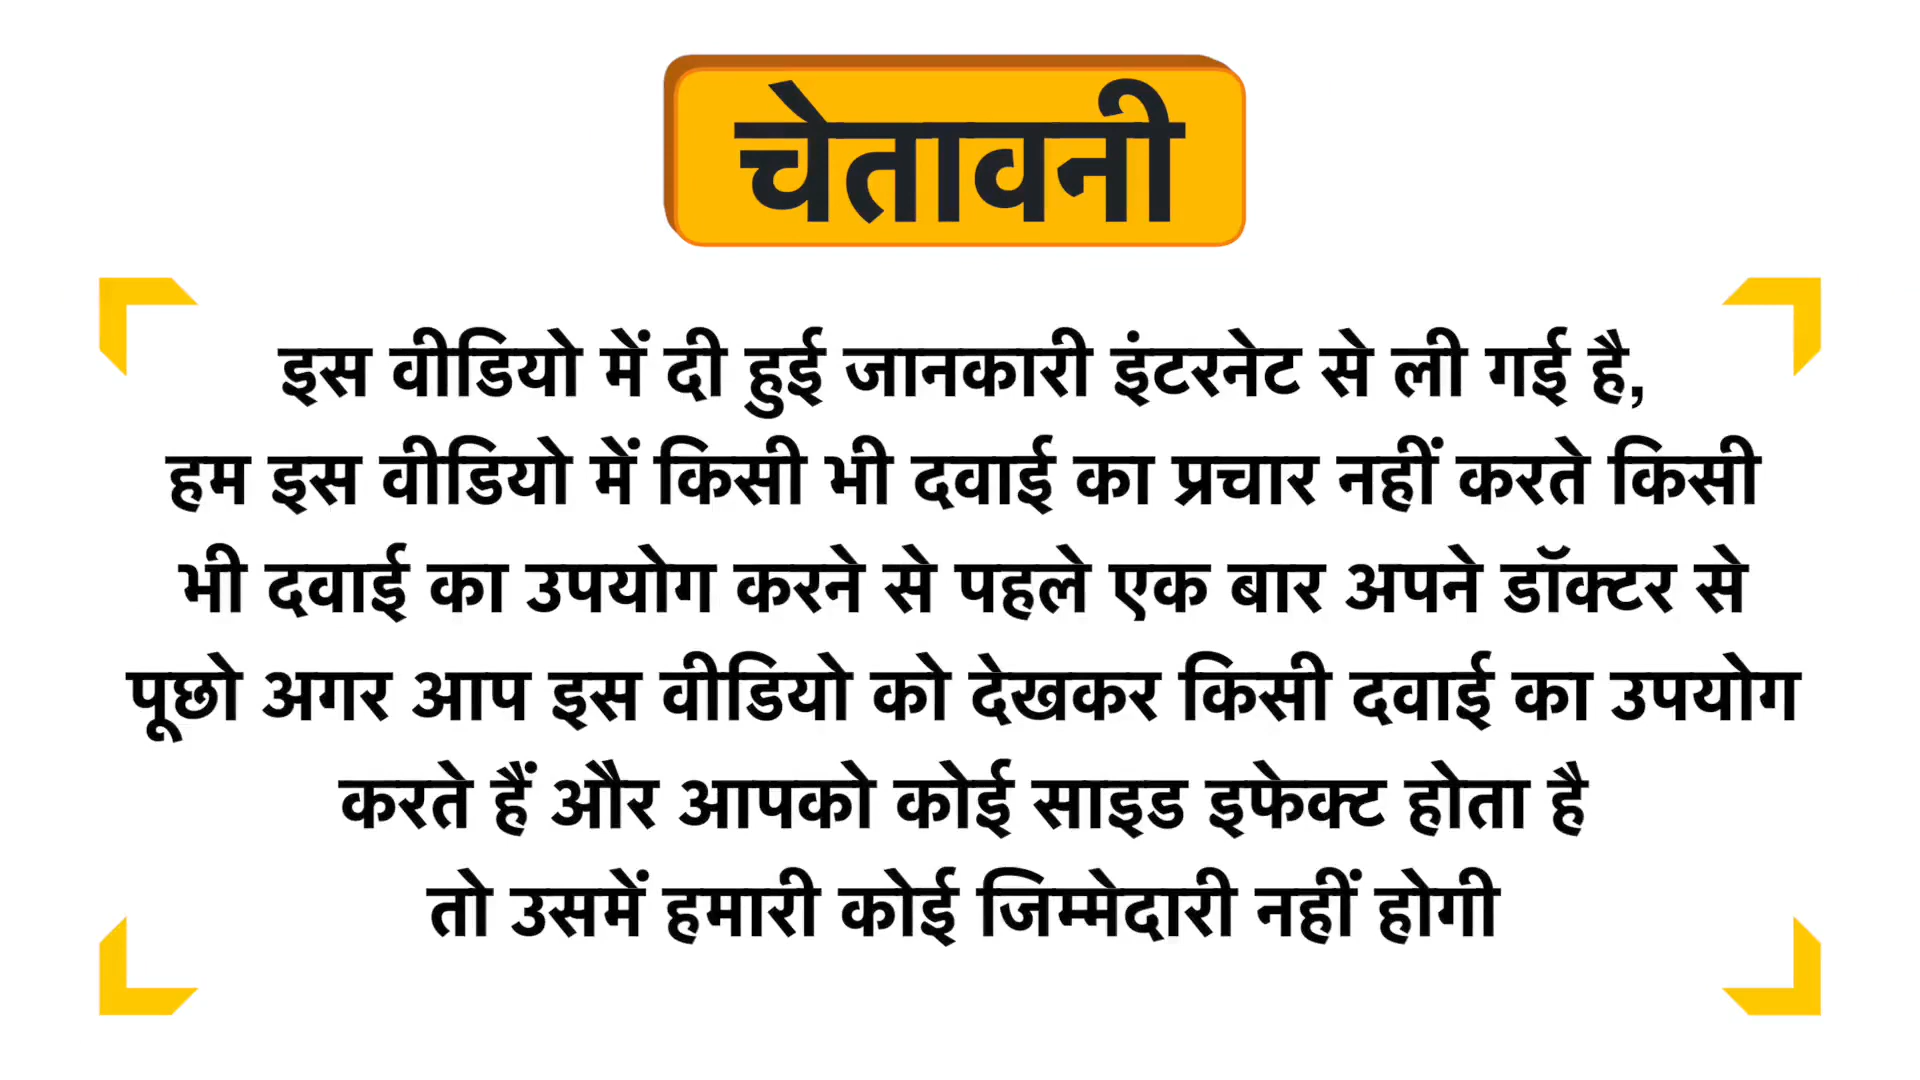 चेतावनी
इस वीडियो में दी हुई जानकारी इंटरनेट से ली गई है,
हम इस वीडियो में किसी भी दवाई का प्रचार नहीं करते किसी
भी दवाई का उपयोग करने से पहले एक बार अपने डॉक्टर से
पूछो अगर आप इस वीडियो को देखकर किसी दवाई का उपयोग
करते हैं और आपको कोई साइड इफेक्ट होता है
तो उसमें हमारी कोई जिम्मेदारी नहीं होगी